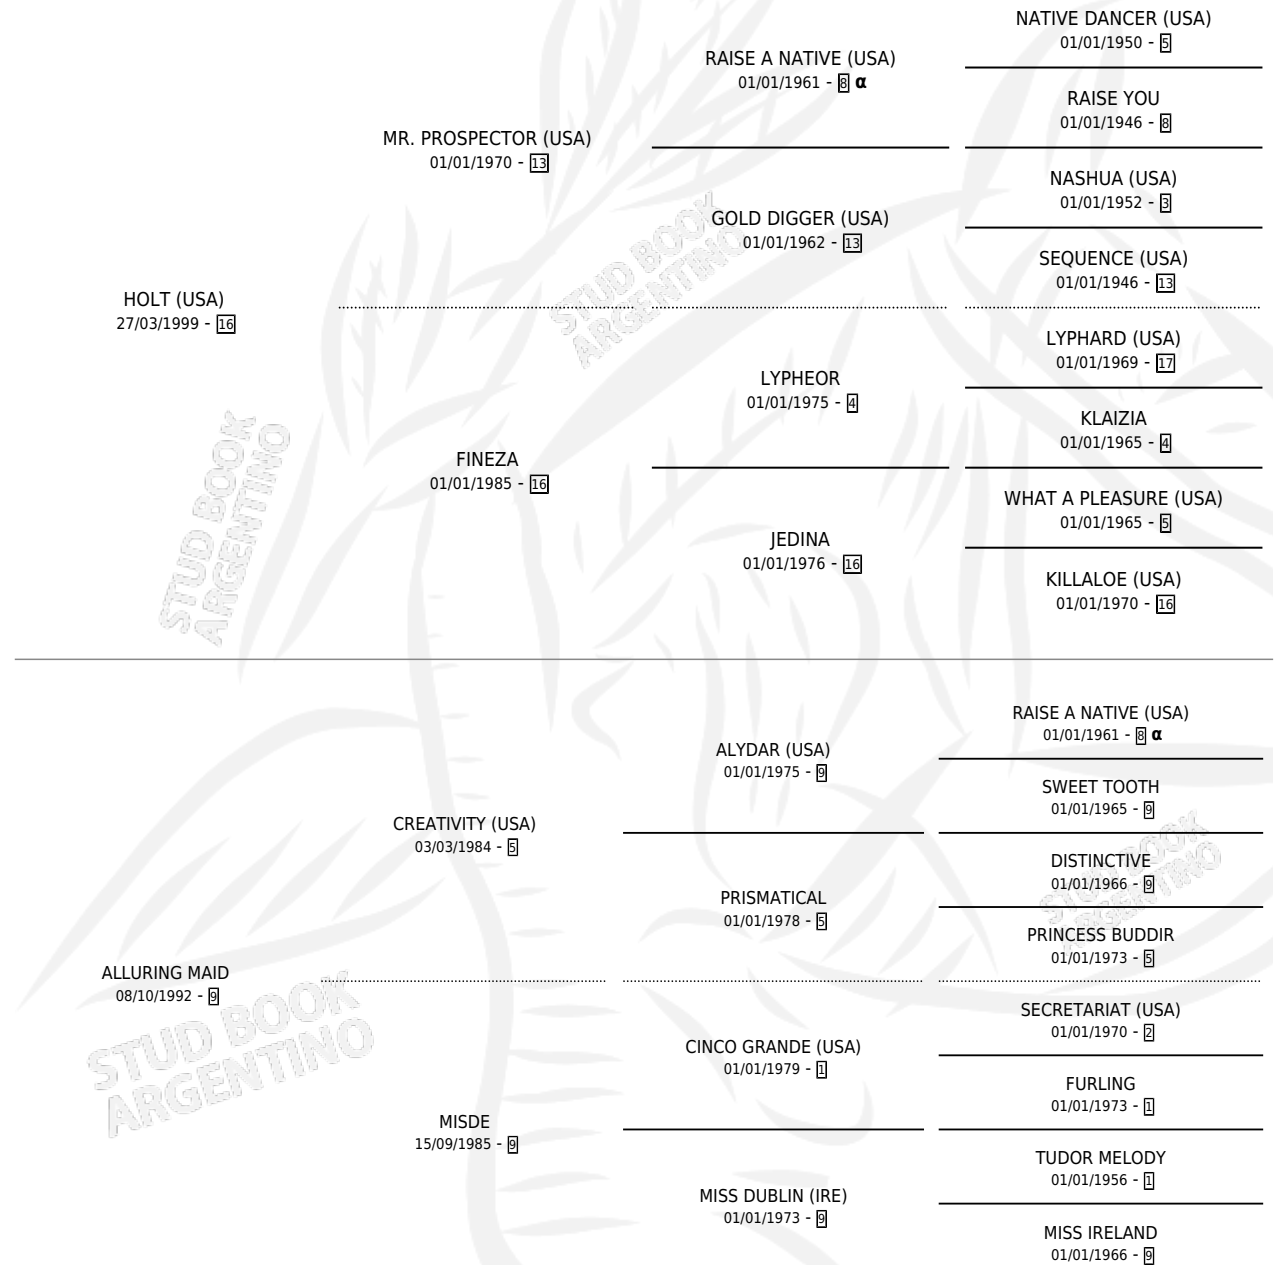 NATIVE DANCER (USA)
01/01/1950 - 5
RAISE A NATIVE (USA)
01/01/1961 - 8 α
RAISE YOU
01/01/1946 - 8
MR. PROSPECTOR (USA)
01/01/1970 - 13
NASHUA (USA)
01/01/1952 - 3
GOLD DIGGER (USA)
01/01/1962 - 13
SEQUENCE (USA)
01/01/1946 - 13
HOLT (USA)
27/03/1999 - 16
STUD BOOK
ARGENTINO
LYPHARD (USA)
01/01/1969 - 17
LYPHEOR
01/01/1975 - 4
KLAIZIA
01/01/1965 - 4
FINEZA
01/01/1985 - 16
WHAT A PLEASURE (USA)
01/01/1965 - 5
JEDINA
01/01/1976 - 16
KILLALOE (USA)
01/01/1970 - 16
STUD BOOK
ARGENTINO
RAISE A NATIVE (USA)
01/01/1961 - 8 α
ALYDAR (USA)
01/01/1975 - 9
SWEET TOOTH
01/01/1965 - 9
CREATIVITY (USA)
03/03/1984 - 5
DISTINCTIVE
01/01/1966 - 9
PRISMATICAL
01/01/1978 - 5
PRINCESS BUDDIR
01/01/1973 - 5
STUD BOOK
ARGENTINO
ALLURING MAID
08/10/1992 - 9
SECRETARIAT (USA)
01/01/1970 - 2
CINCO GRANDE (USA)
01/01/1979 - 1
FURLING
01/01/1973 - 1
MISDE
15/09/1985 - 9
TUDOR MELODY
01/01/1956 - 1
MISS DUBLIN (IRE)
01/01/1973 - 9
MISS IRELAND
01/01/1966 - 9
STUD BOOK
ARGENTINO